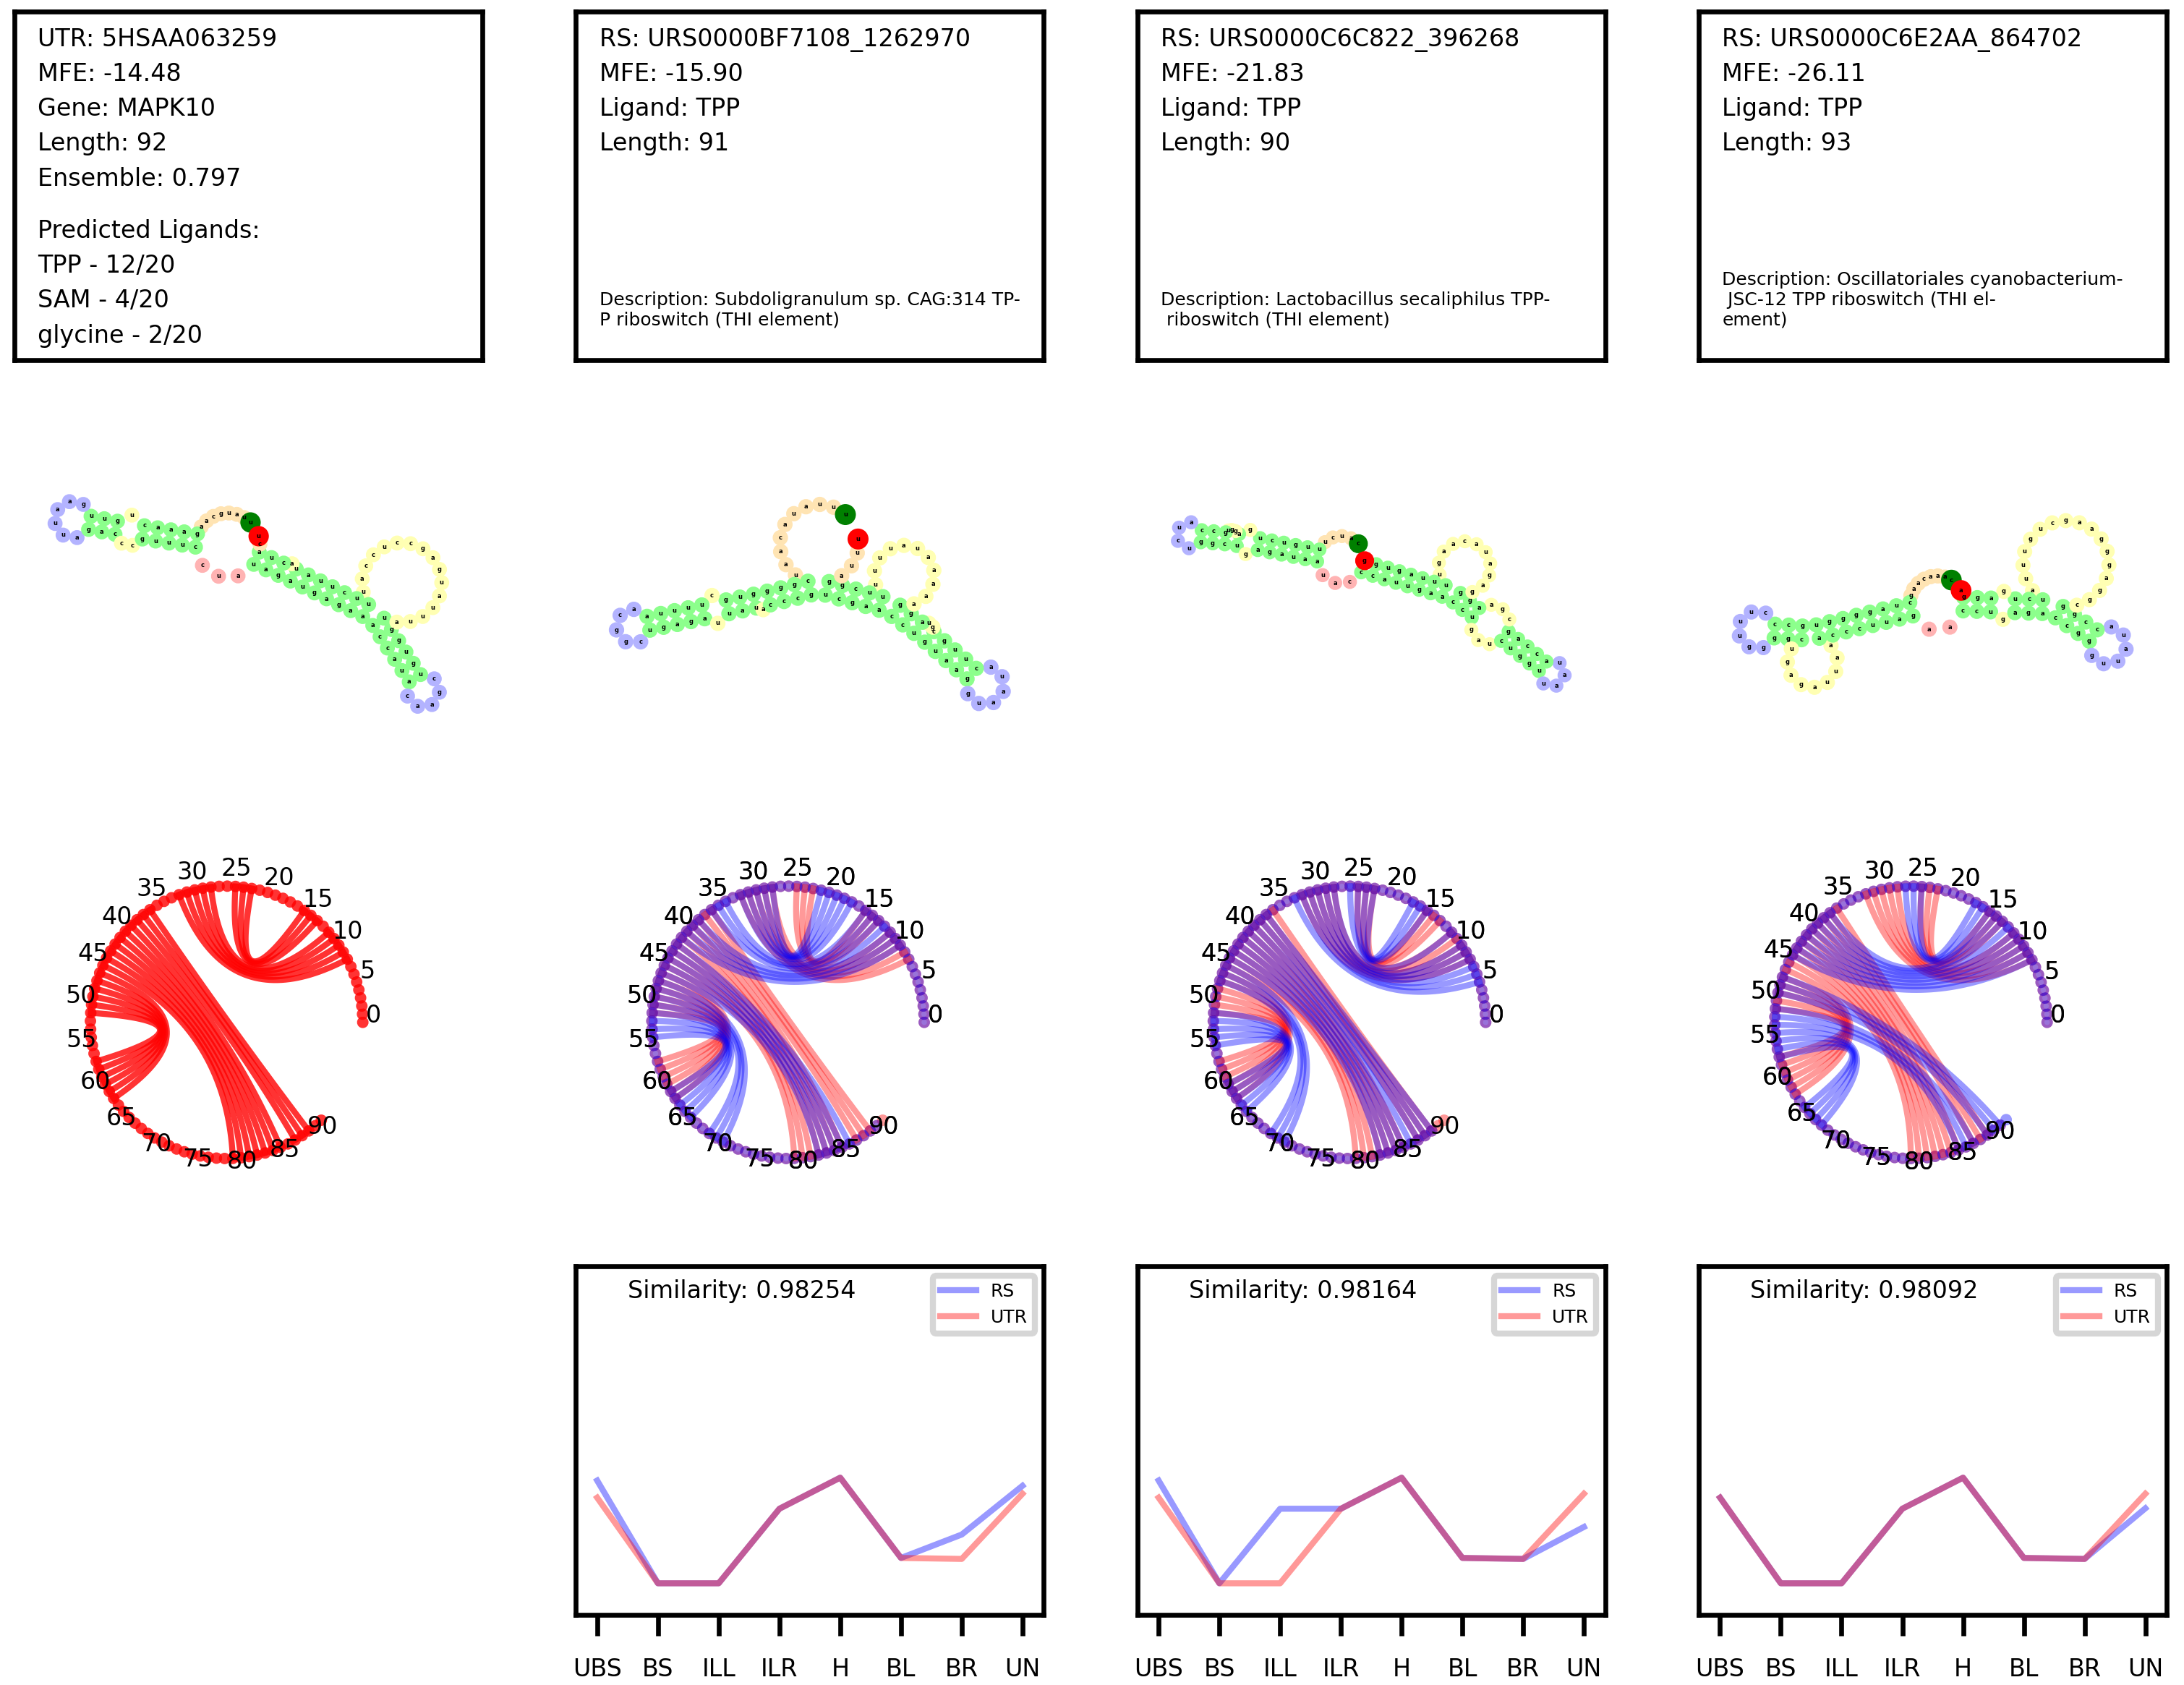 UTR: 5HSAA063259
MFE: -14.48
Gene: MAPK10
Length: 92
Ensemble: 0.797
Predicted Ligands:
TPP - 12/20
SAM - 4/20
glycine - 2/20
RS: URS0000BF7108_1262970
MFE: -15.90
Ligand: TPP
Length: 91
Description: Subdoligranulum sp. CAG:314 TP-
P riboswitch (THI element)
RS: URS0000C6C822_396268
MFE: -21.83
Ligand: TPP
Length: 90
Description: Lactobacillus secaliphilus TPP-
riboswitch (THI element)
RS: URS0000C6E2AA_864702
MFE: -26.11
Ligand: TPP
Length: 93
Description: Oscillatoriales cyanobacterium-
JSC-12 TPP riboswitch (THI el-
ement)
0 5 10 15 20 25 30 35 40 45 50 55 60 65 70 75 80 85 90
0 5 10 15 20 25 30 35 40 45 50 55 60 65 70 75 80 85 90
0 5 10 15 20 25 30 35 40 45 50 55 60 65 70 75 80 85 90
0 5 10 15 20 25 30 35 40 45 50 55 60 65 70 75 80 85 90
Similarity: 0.98254
RS
UTR
UBS BS ILL ILR H BL BR UN
Similarity: 0.98164
RS
UTR
UBS BS ILL ILR H BL BR UN
Similarity: 0.98092
RS
UTR
UBS BS ILL ILR H BL BR UN